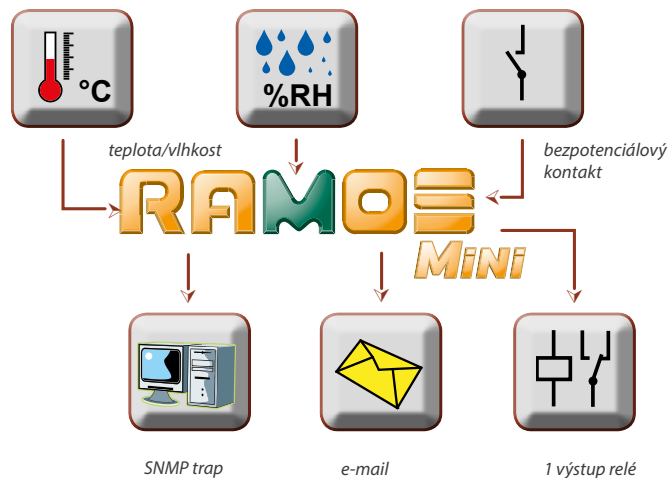 °C
%RH
teplota/vlhkost
bezpotenciálový
kontakt
RAMOS
Mini
SNMP trap
e-mail
1 výstup relé